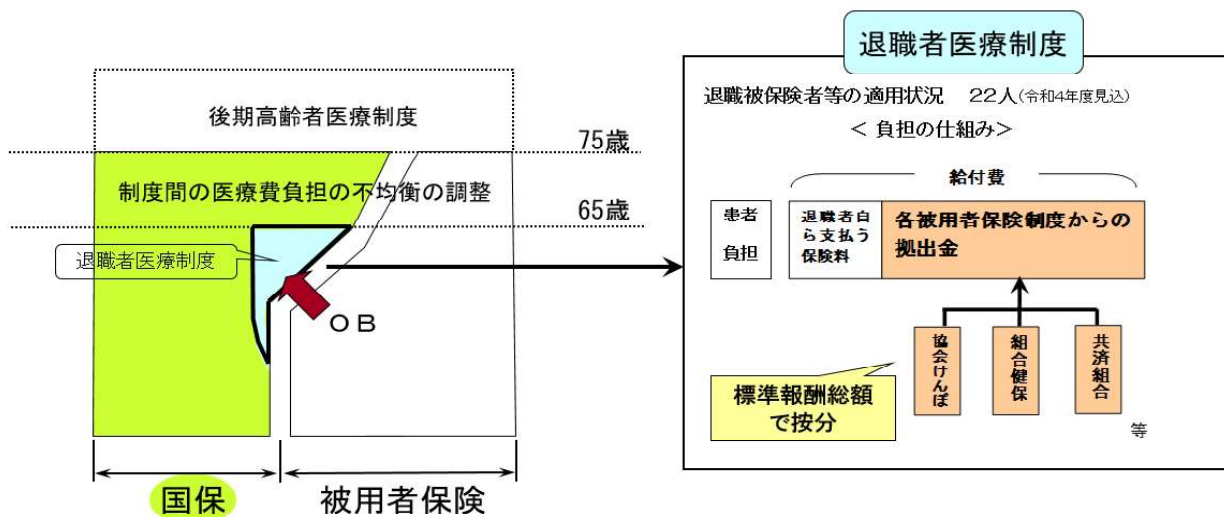 退職者医療制度
退職被保険者等の適用状況　22人(令和4年度見込)
＜ 負担の仕組み＞
後期高齢者医療制度
75歳
制度間の医療費負担の不均衡の調整
65歳
退職者医療制度
ＯＢ
国保
被用者保険
給付費
患者
負担
退職者自
ら支払う
保険料
各被用者保険制度からの
拠出金
協会けんぽ
組合健保
共済組合
等
標準報酬総額
で按分